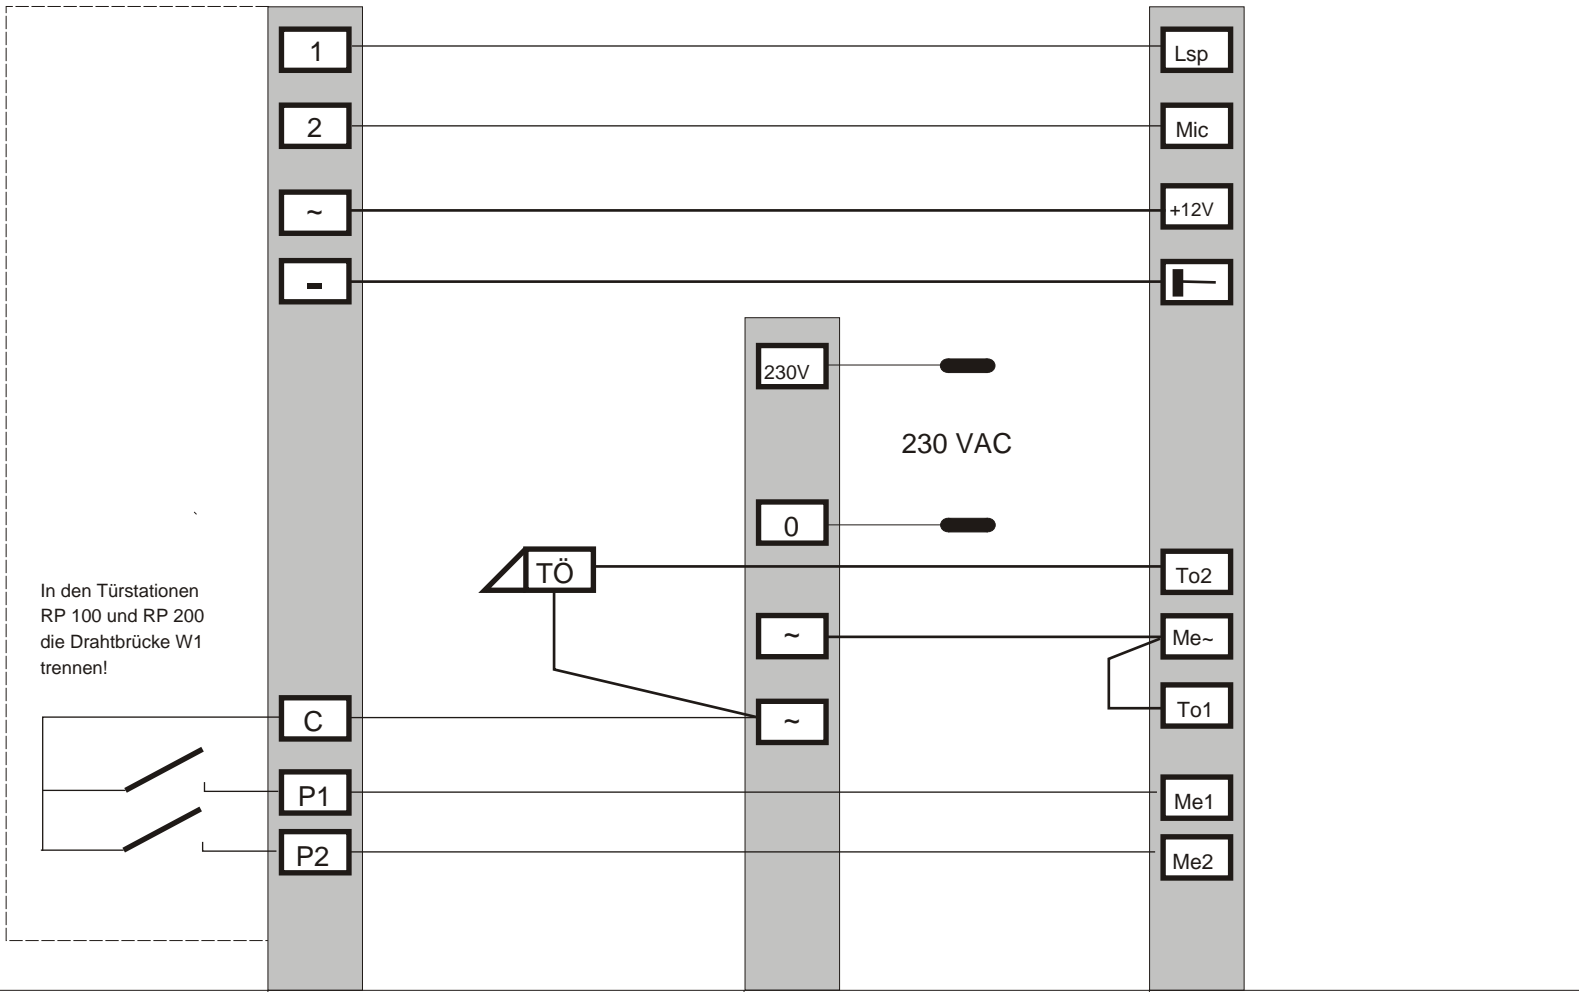 1
Lsp
2
Mic
~
+12V
-
230V
230 VAC
0
TÖ
To2
In den Türstationen
RP 100 und RP 200
die Drahtbrücke W1
trennen!
~
Me~
C
~
To1
P1
Me1
P2
Me2